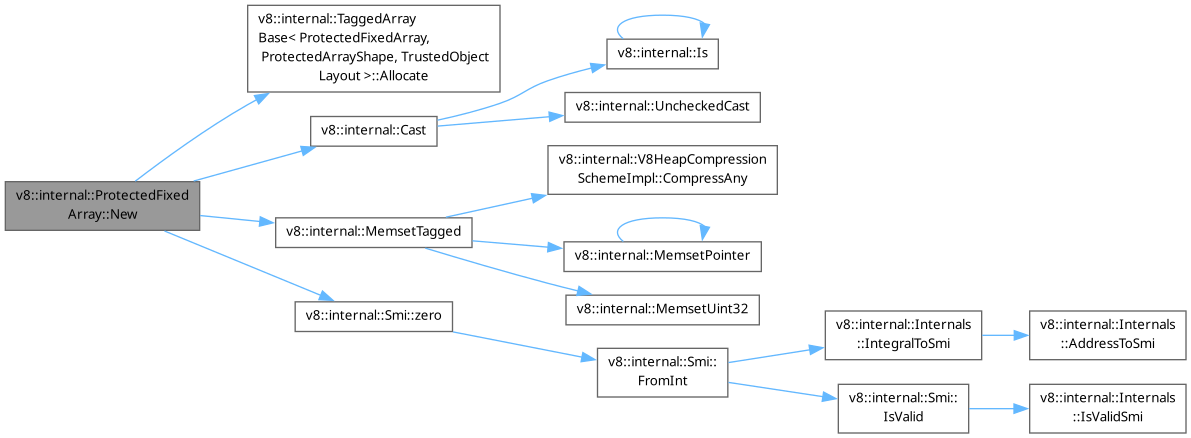 v8::internal::TaggedArray
Base< ProtectedFixedArray,
ProtectedArrayShape, TrustedObject
Layout >::Allocate
v8::internal::Is
v8::internal::UncheckedCast
v8::internal::Cast
v8::internal::V8HeapCompression
SchemeImpl::CompressAny
v8::internal::ProtectedFixed
Array::New
v8::internal::MemsetTagged
v8::internal::MemsetPointer
v8::internal::MemsetUint32
v8::internal::Smi::zero
v8::internal::Internals
::IntegralToSmi
v8::internal::Internals
::AddressToSmi
v8::internal::Smi::
FromInt
v8::internal::Smi::
IsValid
v8::internal::Internals
::IsValidSmi